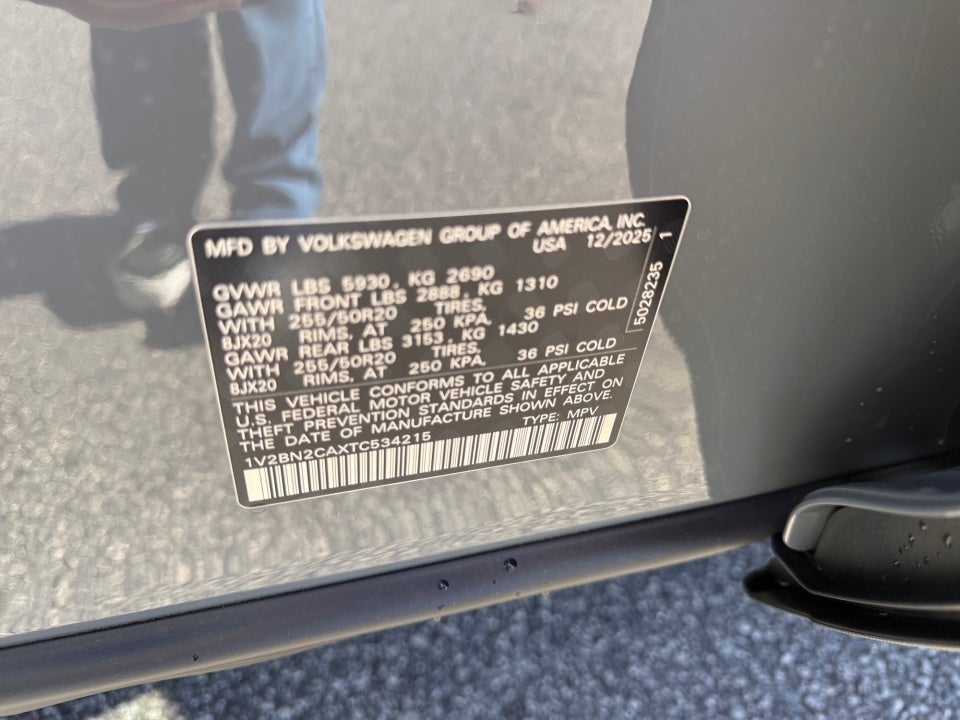 MFD BY VOLKSWAGEN GROUP OF AMERICA, INC.
USA 12/2025 1
GVWR LBS 5930, KG 2690
GAWR FRONT LBS 2888, KG 1310
WITH 255/50R20 TIRES,
8JX20 RIMS, AT 250 KPA, 36 PSI COLD
GAWR REAR LBS 3153, KG 1430
WITH 255/50R20 TIRES,
8JX20 RIMS, AT 250 KPA, 36 PSI COLD
5028235
THIS VEHICLE CONFORMS TO ALL APPLICABLE
U.S. FEDERAL MOTOR VEHICLE SAFETY AND
THEFT PREVENTION STANDARDS IN EFFECT ON
THE DATE OF MANUFACTURE SHOWN ABOVE.
1V2BN2CAXTC534215 TYPE: MPV